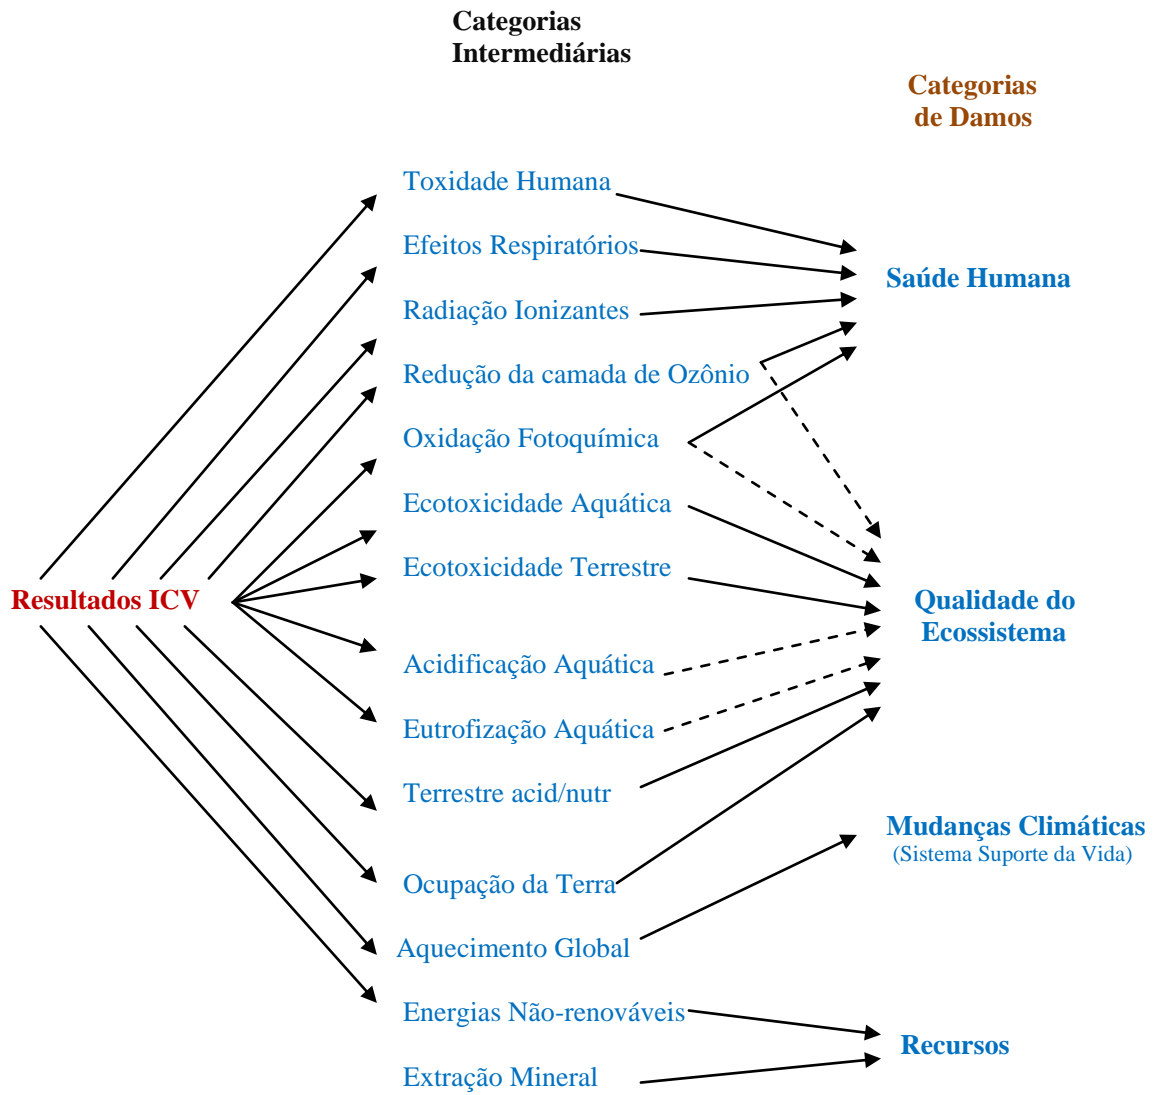 Categorias
Intermediárias
Categorias
de Damos
Toxidade Humana
Efeitos Respiratórios
Saúde Humana
Radiação Ionizantes
Redução da camada de Ozônio
Oxidação Fotoquímica
Ecotoxicidade Aquática
Ecotoxicidade Terrestre
Resultados ICV
Qualidade do
Ecossistema
Acidificação Aquática
Eutrofização Aquática
Terrestre acid/nutr
Mudanças Climáticas
(Sistema Suporte da Vida)
Ocupação da Terra
Aquecimento Global
Energias Não-renováveis
Recursos
Extração Mineral